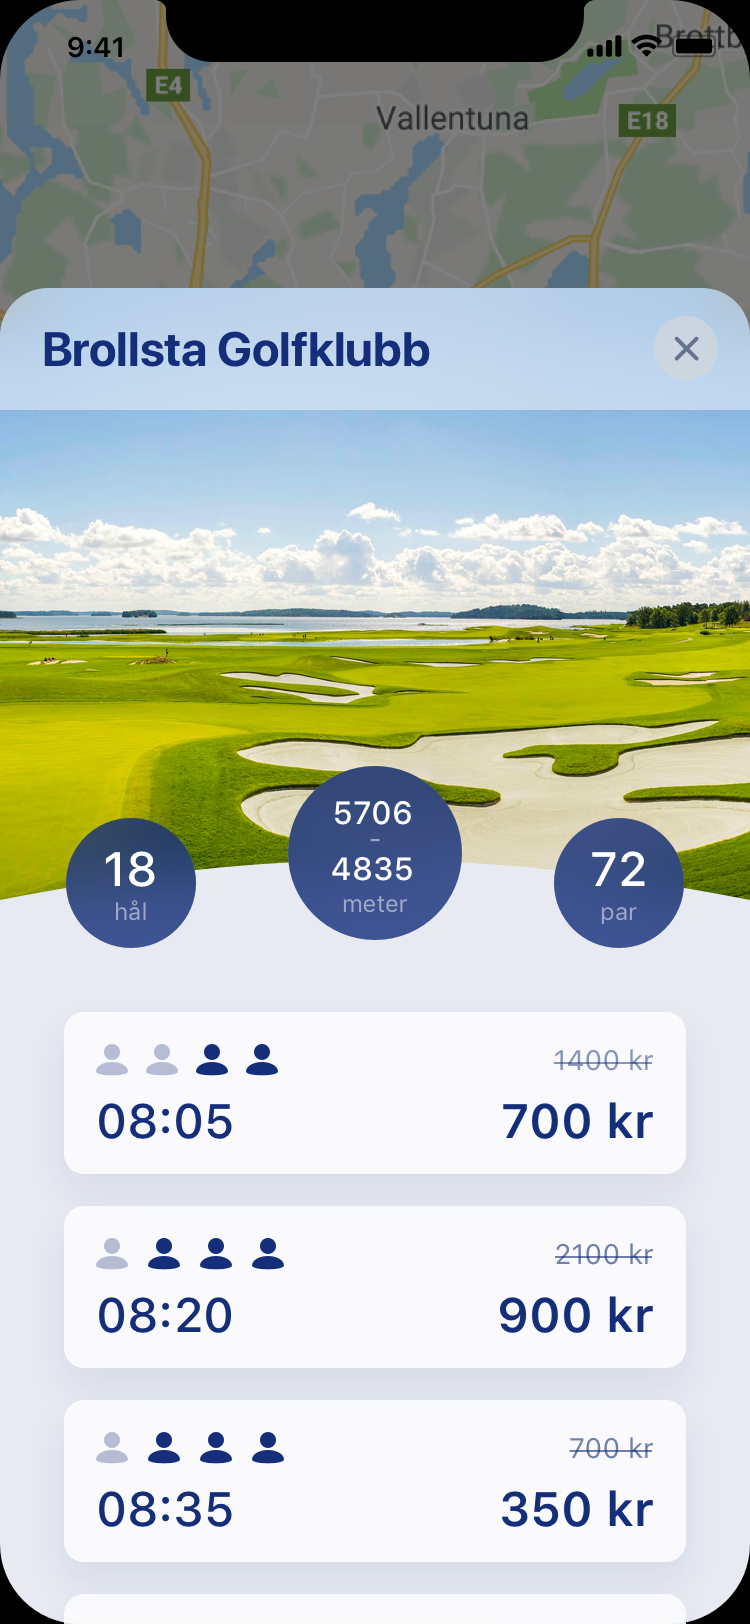 9:41
Brottb
E4
Vallentuna
E18
Brollsta Golfklubb
5706
–
4835
meter
18
hål
72
par
1400 kr
08:05
700 kr
2100 kr
08:20
900 kr
700 kr
08:35
350 kr